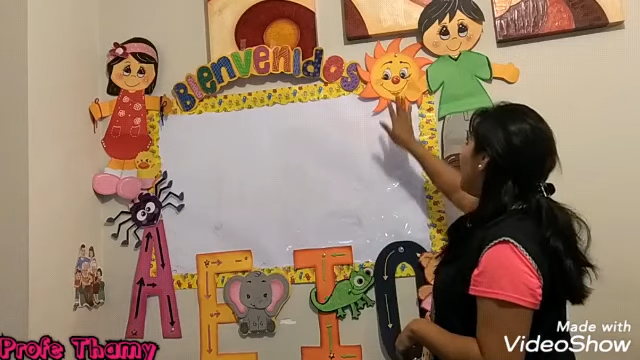 Bienvenidos
A E I O
Profe Thamy
Made with
VideoShow